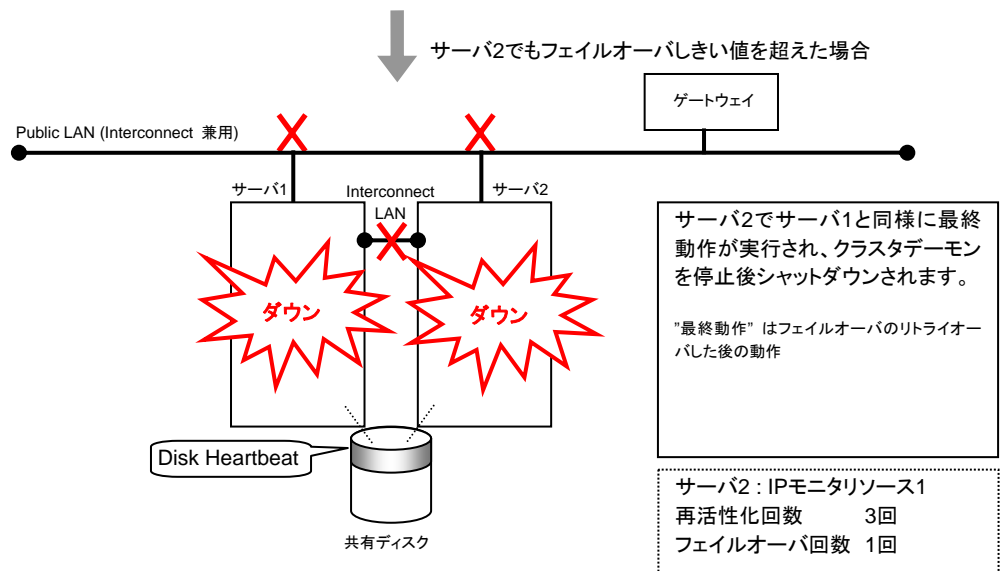 サーバ2でもフェイルオーバしきい値を超えた場合
ゲートウェイ
Public LAN (Interconnect 兼用)
サーバ1
Interconnect
LAN
サーバ2
ダウン
ダウン
サーバ2でサーバ1と同様に最終
動作が実行され、クラスタデーモン
を停止後シャットダウンされます。
"最終動作" はフェイルオーバのリトライオー
バした後の動作
Disk Heartbeat
共有ディスク
サーバ2 : IPモニタリソース1
再活性化回数 3回
フェイルオーバ回数 1回